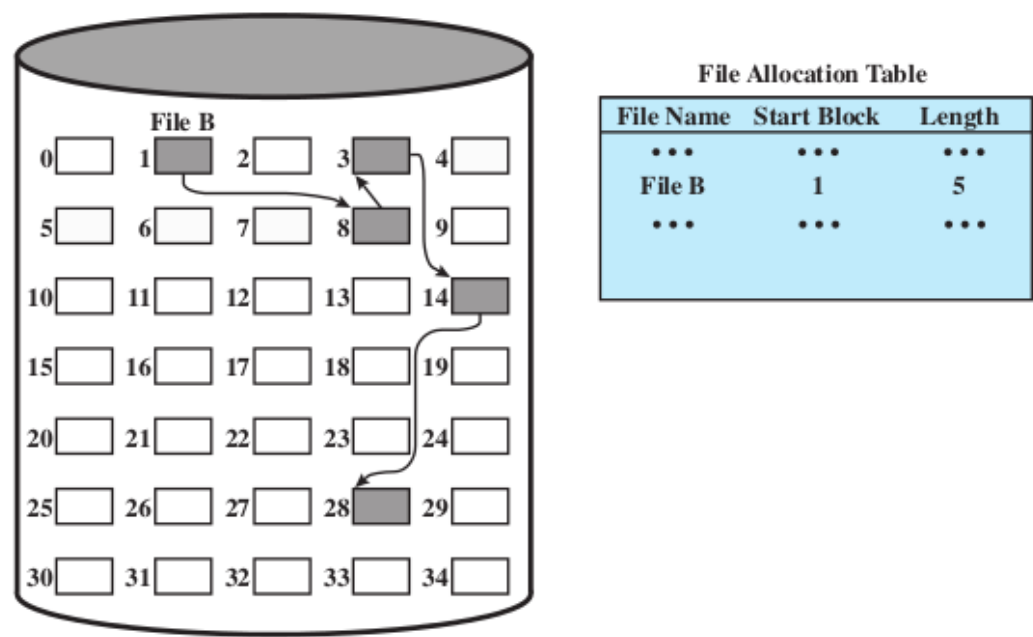 File B
0 1 2 3 4
5 6 7 8 9
10 11 12 13 14
15 16 17 18 19
20 21 22 23 24
25 26 27 28 29
30 31 32 33 34
File Allocation Table
File Name Start Block Length
• • • • • • • • •
File B 1 5
• • • • • • • • •